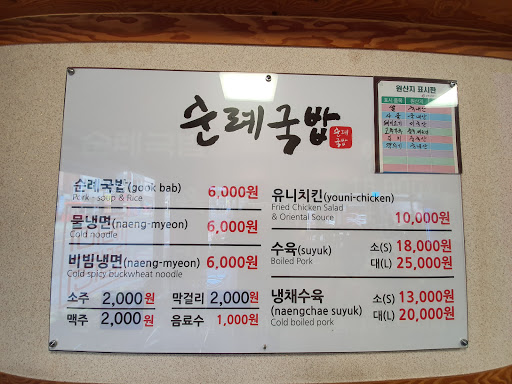 순례국밥
순례
국밥
원산지 표시판
순례국밥(gook bab) 6,000원
Pork - soup & Rice
물냉면(naeng-myeon) 6,000원
Cold noodle
비빔냉면(naeng-myeon) 6,000원
Cold spicy buckwheat noodle
소주 2,000원 막걸리 2,000원
맥주 2,000원 음료수 1,000원
유니치킨(youni-chicken)
Fried Chicken Salad
& Oriental Source 10,000원
수육(suyuk) 소(S) 18,000원
Boiled Pork 대(L) 25,000원
냉채수육 소(S) 13,000원
(naengchae suyuk) 대(L) 20,000원
Cold boiled pork